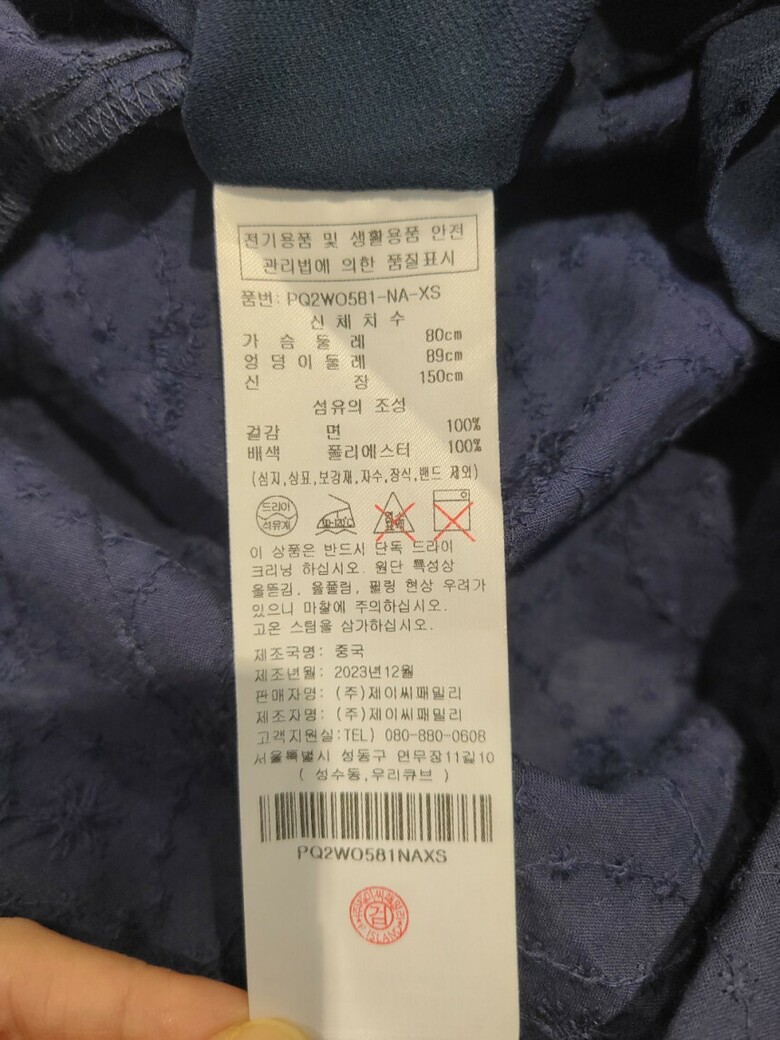 전기용품 및 생활용품 안전
관리법에 의한 품질표시
품번: PQ2WO581-NA-XS
신 체 치 수
가 슴 둘 레 80cm
엉 덩 이 둘 레 89cm
신 장 150cm
섬유의 조성
겉감 면 100%
배색 폴리에스터 100%
(심지,상표,보강재,자수,장식,밴드 제외)
드라이
석유계
염소
표백
이 상품은 반드시 단독 드라이
크리닝 하십시오. 원단 특성상
올뜯김, 올풀림, 필링 현상 우려가
있으니 마찰에 주의하십시오.
고온 스팀을 삼가하십시오.
제조국명: 중국
제조년월: 2023년12월
판매자명: (주)제이씨패밀리
제조자명: (주)제이씨패밀리
고객지원실:TEL) 080-880-0608
서울특별시 성동구 연무장11길10
( 성수동,우리큐브 )
PQ2WO581NAXS
검